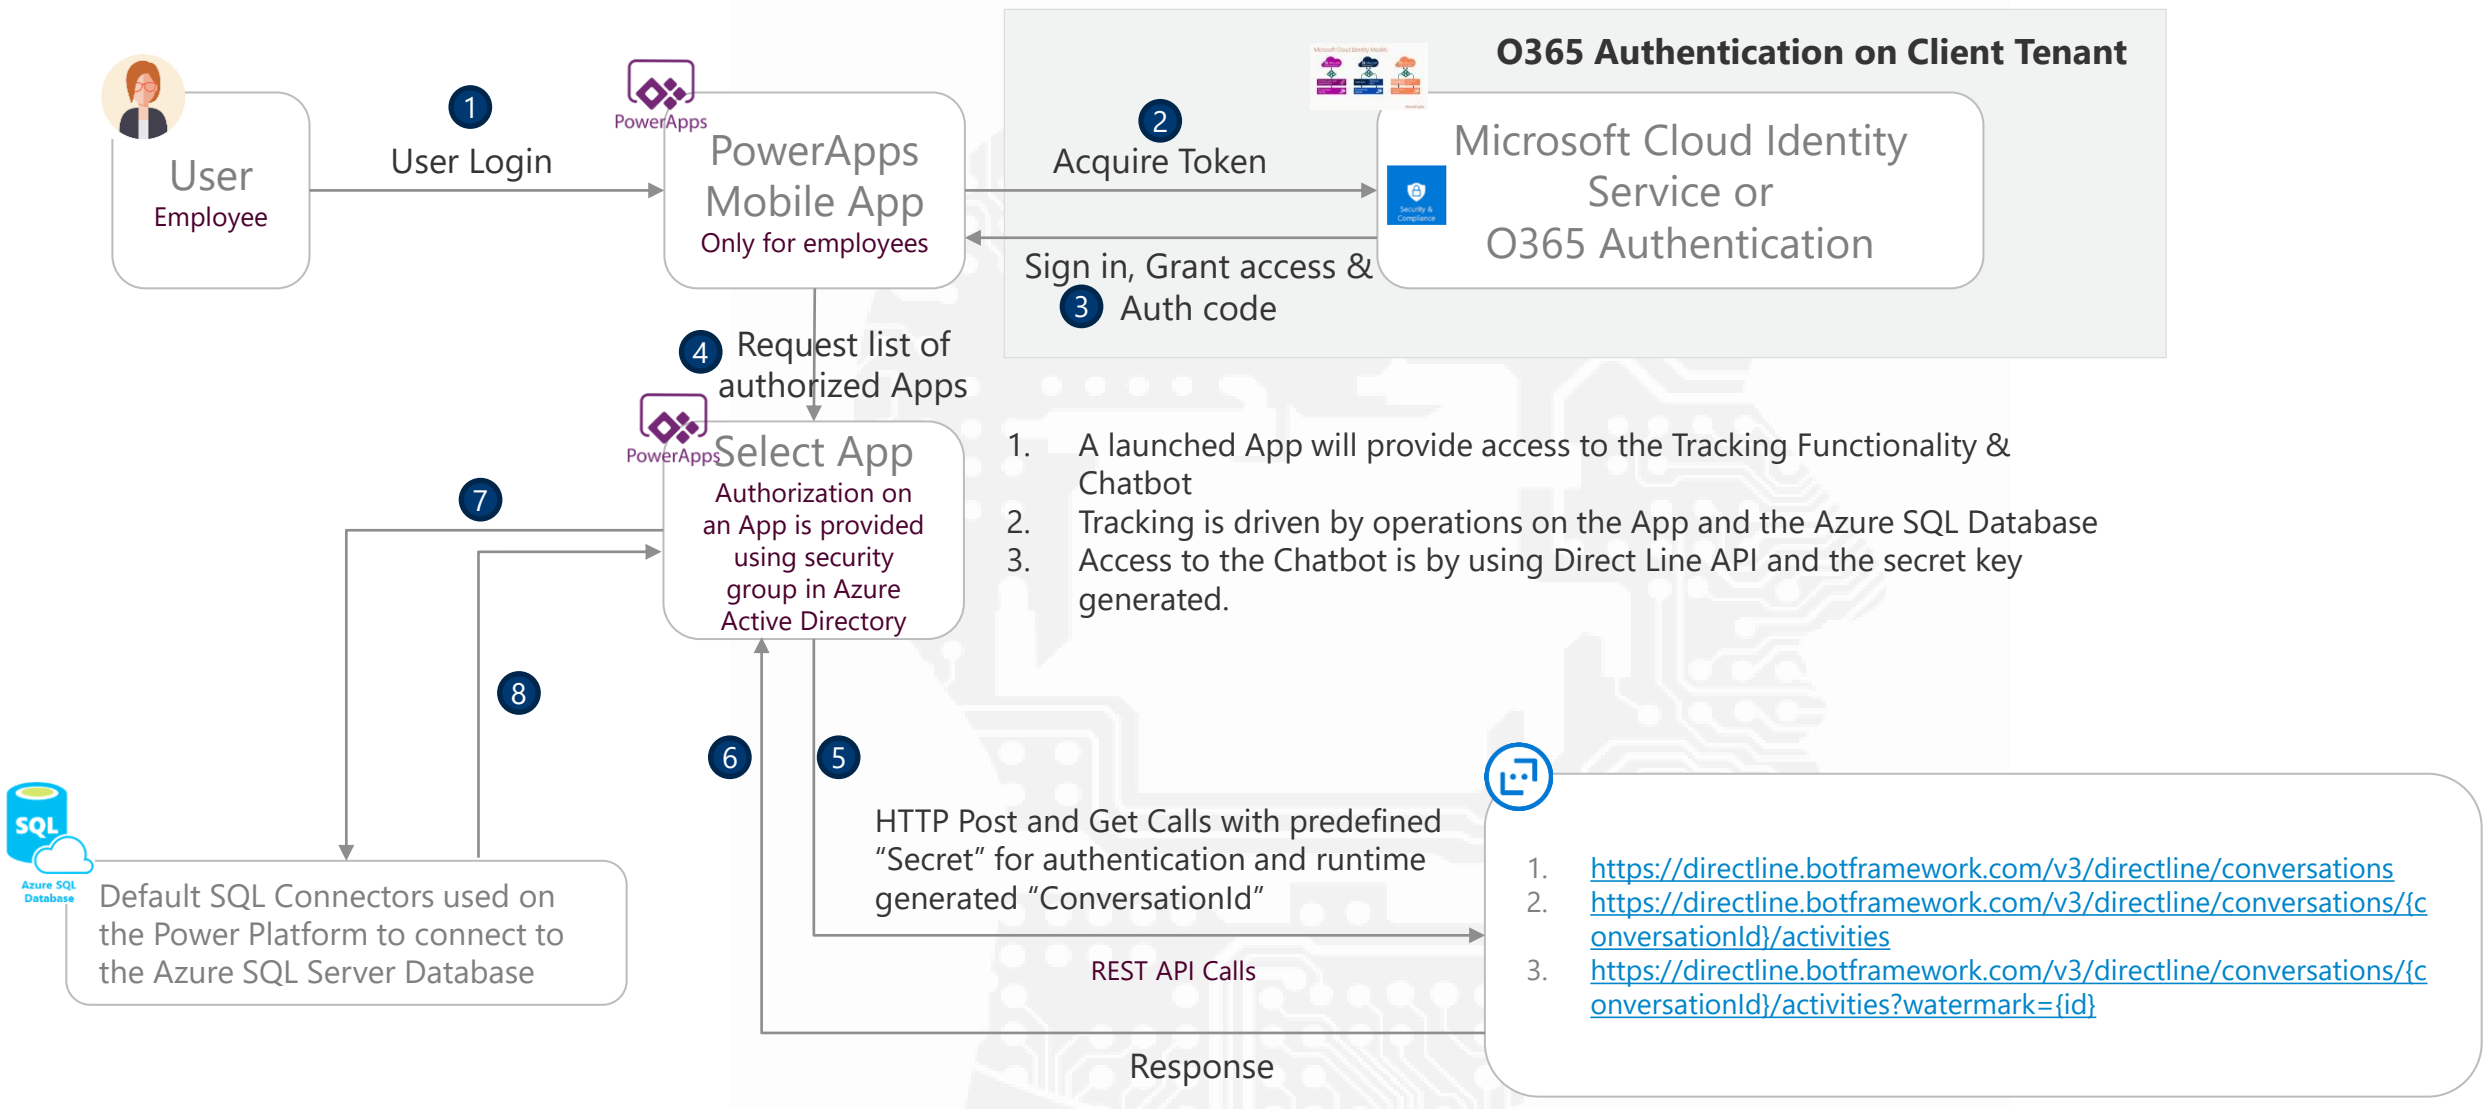 O365 Authentication on Client Tenant
Microsoft Cloud Identity Models
PowerApps
1
User Login
User
Employee
PowerApps
Mobile App
Only for employees
2
Acquire Token
Security &
Compliance
Microsoft Cloud Identity
Service or
O365 Authentication
Sign in, Grant access &
3
Auth code
4
Request list of
authorized Apps
PowerApps
Select App
Authorization on
an App is provided
using security
group in Azure
Active Directory
1. A launched App will provide access to the Tracking Functionality &
Chatbot
2. Tracking is driven by operations on the App and the Azure SQL Database
3. Access to the Chatbot is by using Direct Line API and the secret key
generated.
7
8
6
5
SQL
Azure SQL
Database
Default SQL Connectors used on
the Power Platform to connect to
the Azure SQL Server Database
HTTP Post and Get Calls with predefined
“Secret” for authentication and runtime
generated “ConversationId”
REST API Calls
Response
1. https://directline.botframework.com/v3/directline/conversations
2. https://directline.botframework.com/v3/directline/conversations/{c
onversationId}/activities
3. https://directline.botframework.com/v3/directline/conversations/{c
onversationId}/activities?watermark={id}